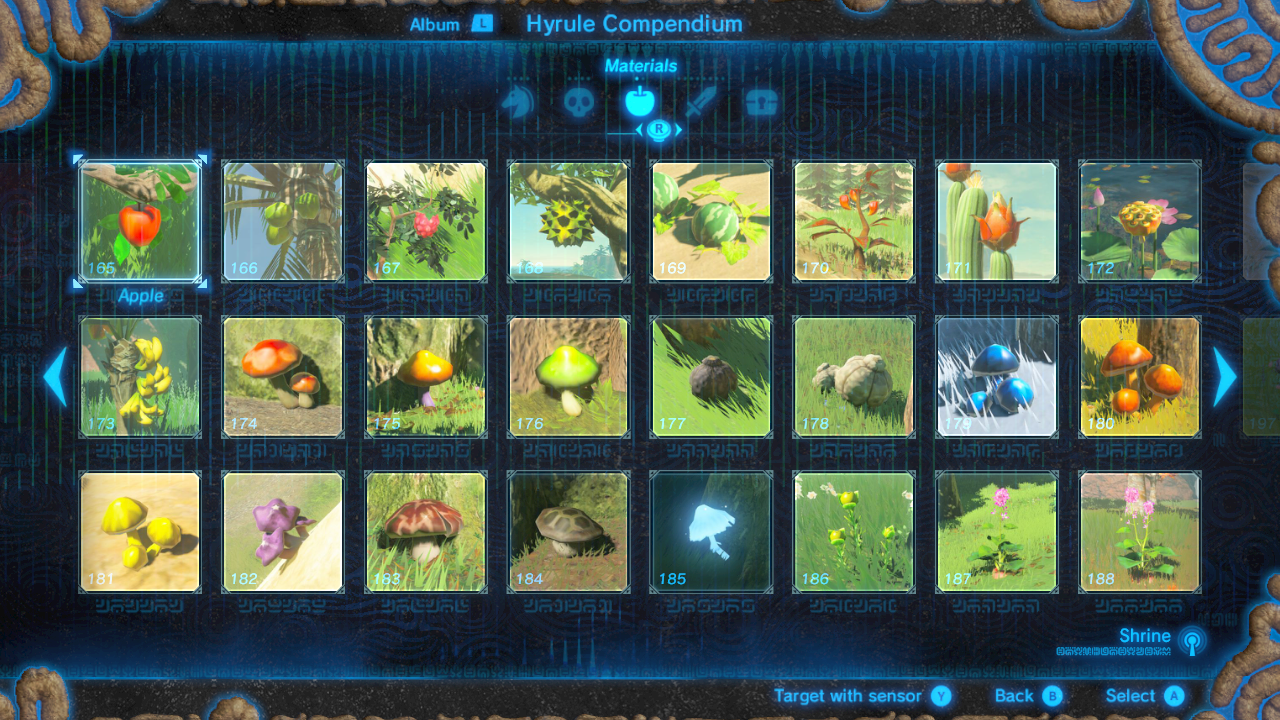 Album L Hyrule Compendium
Materials
R
165 166 167 168 169 170 171 172
Apple
173 174 175 176 177 178 179 180 197
181 182 183 184 185 186 187 188
Shrine
Target with sensor Y Back B Select A